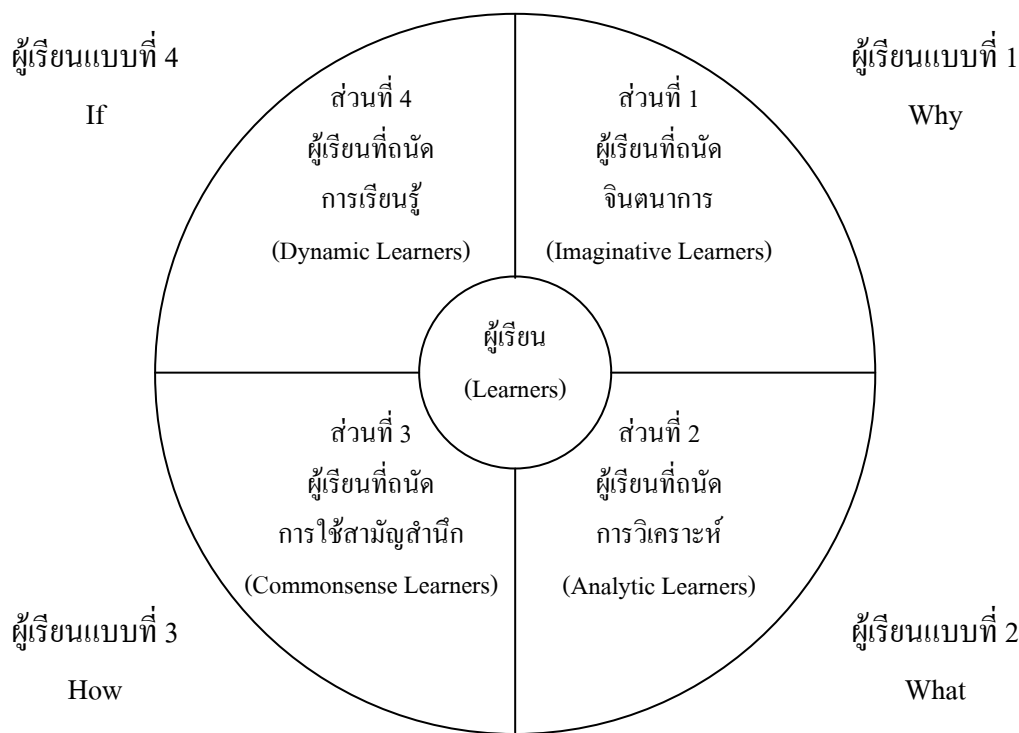 ผู้เรียนแบบที่ 4
If
ผู้เรียนแบบที่ 1
Why
ส่วนที่ 4
ผู้เรียนที่ถนัด
การเรียนรู้
(Dynamic Learners)
ส่วนที่ 1
ผู้เรียนที่ถนัด
จินตนาการ
(Imaginative Learners)
ผู้เรียน
(Learners)
ส่วนที่ 3
ผู้เรียนที่ถนัด
การใช้สามัญสำนึก
(Commonsense Learners)
ส่วนที่ 2
ผู้เรียนที่ถนัด
การวิเคราะห์
(Analytic Learners)
ผู้เรียนแบบที่ 3
How
ผู้เรียนแบบที่ 2
What